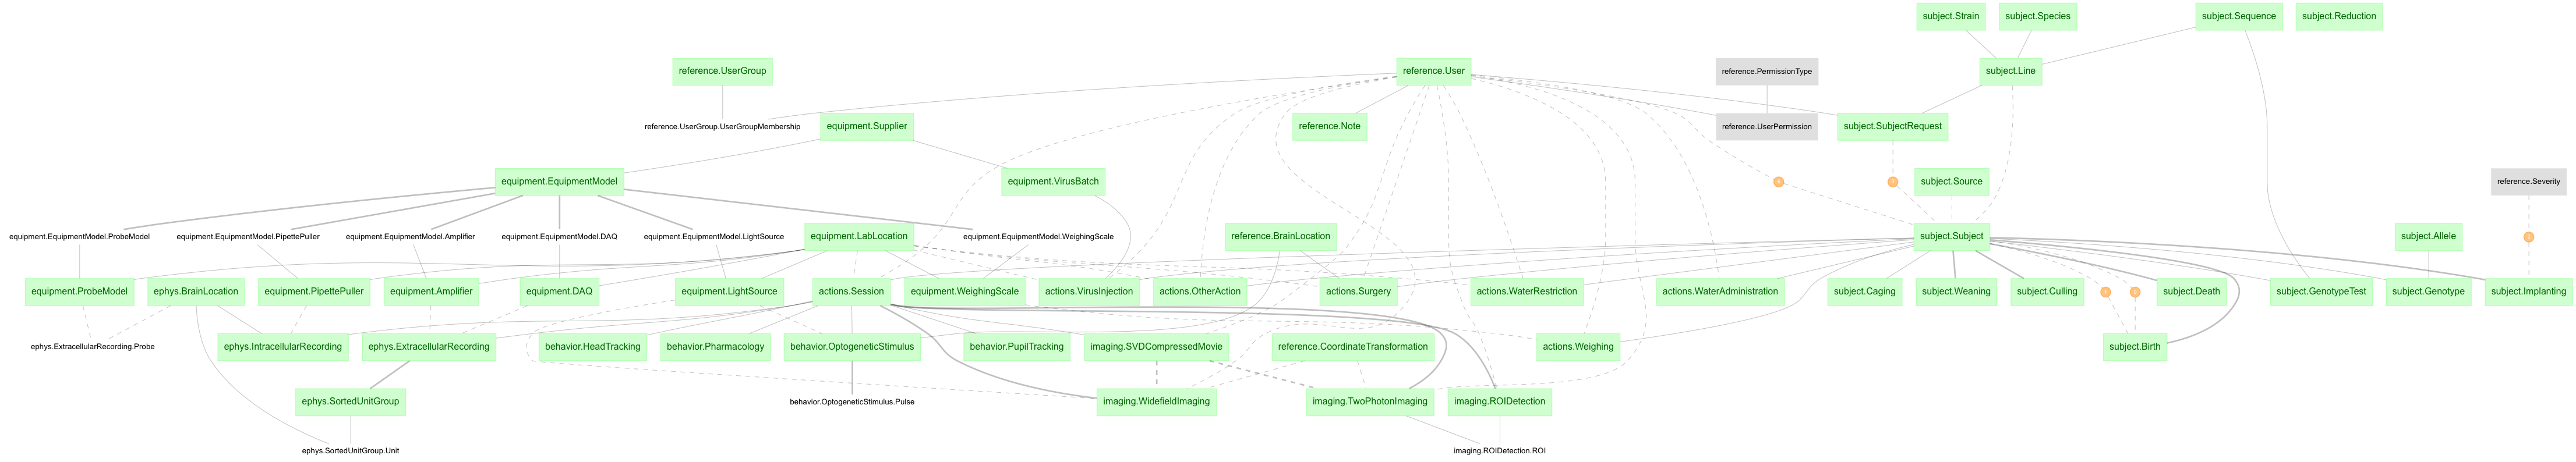 subject.Strain
subject.Species
subject.Sequence
subject.Reduction
reference.UserGroup
reference.User
reference.PermissionType
subject.Line
reference.UserGroup.UserGroupMembership
equipment.Supplier
reference.Note
reference.UserPermission
subject.SubjectRequest
equipment.EquipmentModel
equipment.VirusBatch
subject.Source
reference.Severity
equipment.EquipmentModel.ProbeModel
equipment.EquipmentModel.PipettePuller
equipment.EquipmentModel.Amplifier
equipment.EquipmentModel.DAQ
equipment.EquipmentModel.LightSource
equipment.LabLocation
equipment.EquipmentModel.WeighingScale
reference.BrainLocation
subject.Subject
subject.Allele
equipment.ProbeModel
ephys.BrainLocation
equipment.PipettePuller
equipment.Amplifier
equipment.DAQ
equipment.LightSource
actions.Session
equipment.WeighingScale
actions.VirusInjection
actions.OtherAction
actions.Surgery
actions.WaterRestriction
actions.WaterAdministration
subject.Caging
subject.Weaning
subject.Culling
subject.Death
subject.GenotypeTest
subject.Genotype
subject.Implanting
ephys.ExtracellularRecording.Probe
ephys.IntracellularRecording
ephys.ExtracellularRecording
behavior.HeadTracking
behavior.Pharmacology
behavior.OptogeneticStimulus
behavior.PupilTracking
imaging.SVDCompressedMovie
reference.CoordinateTransformation
actions.Weighing
subject.Birth
ephys.SortedUnitGroup
behavior.OptogeneticStimulus.Pulse
imaging.WidefieldImaging
imaging.TwoPhotonImaging
imaging.ROIDetection
ephys.SortedUnitGroup.Unit
imaging.ROIDetection.ROI